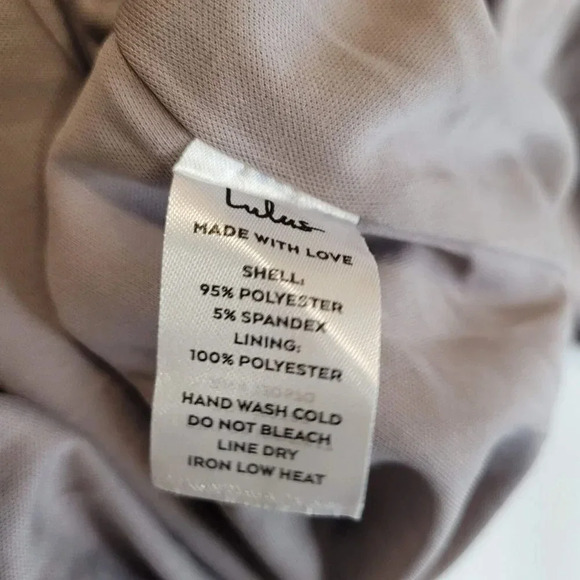 Lulus
MADE WITH LOVE
SHELL:
95% POLYESTER
5% SPANDEX
LINING:
100% POLYESTER
HAND WASH COLD
DO NOT BLEACH
LINE DRY
IRON LOW HEAT